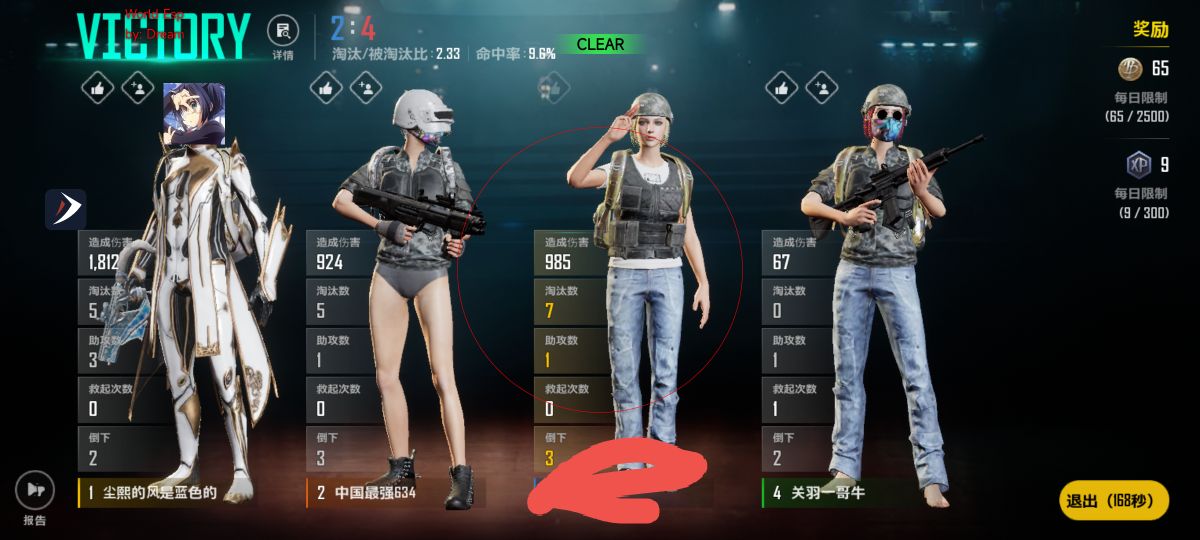 VICTORY
World Esp
by: Dream
详情
2:4
淘汰/被淘汰比:2.33 命中率:9.6%
CLEAR
奖励
65
每日限制
(65 / 2500)
XP 9
每日限制
(9 / 300)
造成伤害
1,812
淘汰数
5
助攻数
3
救起次数
0
倒下
2
1 尘熙的风是蓝色的
造成伤害
924
淘汰数
5
助攻数
1
救起次数
0
倒下
3
2 中国最强634
造成伤害
985
淘汰数
7
助攻数
1
救起次数
0
倒下
3
造成伤害
67
淘汰数
0
助攻数
1
救起次数
1
倒下
2
4 关羽一哥牛
报告
退出 (168秒)